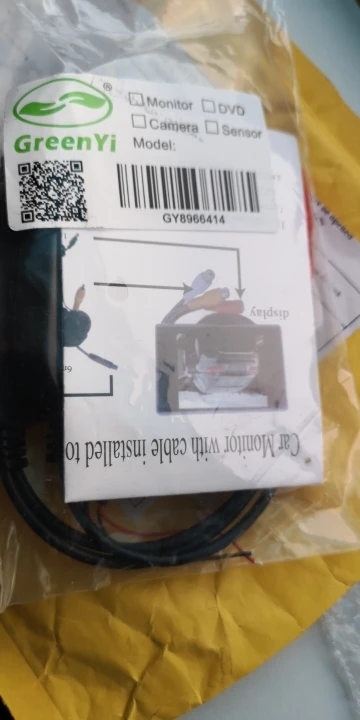 ®
GreenYi
☐ Monitor ☐ DVD
☐ Camera ☐ Sensor
Model:
GY8966414
display
Car Monitor with cable installed to